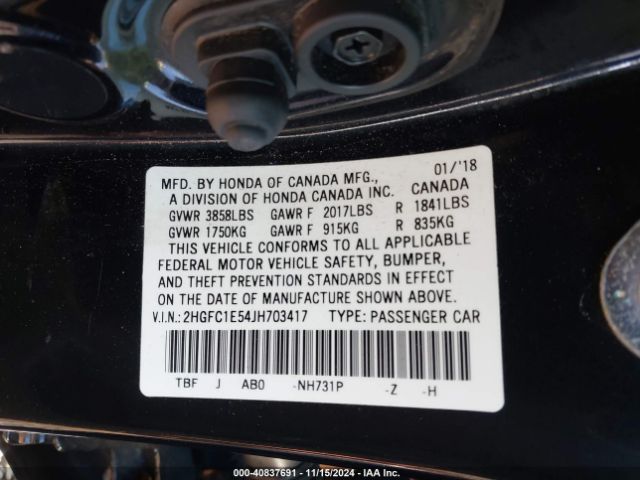 MFD. BY HONDA OF CANADA MFG., 01/'18
A DIVISION OF HONDA CANADA INC. CANADA
GVWR 3858LBS GAWR F 2017LBS R 1841LBS
GVWR 1750KG GAWR F 915KG R 835KG
THIS VEHICLE CONFORMS TO ALL APPLICABLE
FEDERAL MOTOR VEHICLE SAFETY, BUMPER,
AND THEFT PREVENTION STANDARDS IN EFFECT
ON THE DATE OF MANUFACTURE SHOWN ABOVE.
V.I.N.:2HGFC1E54JH703417 TYPE: PASSENGER CAR
TBF J AB0 -NH731P -Z -H
000-40837691 - 11/15/2024 - IAA Inc.